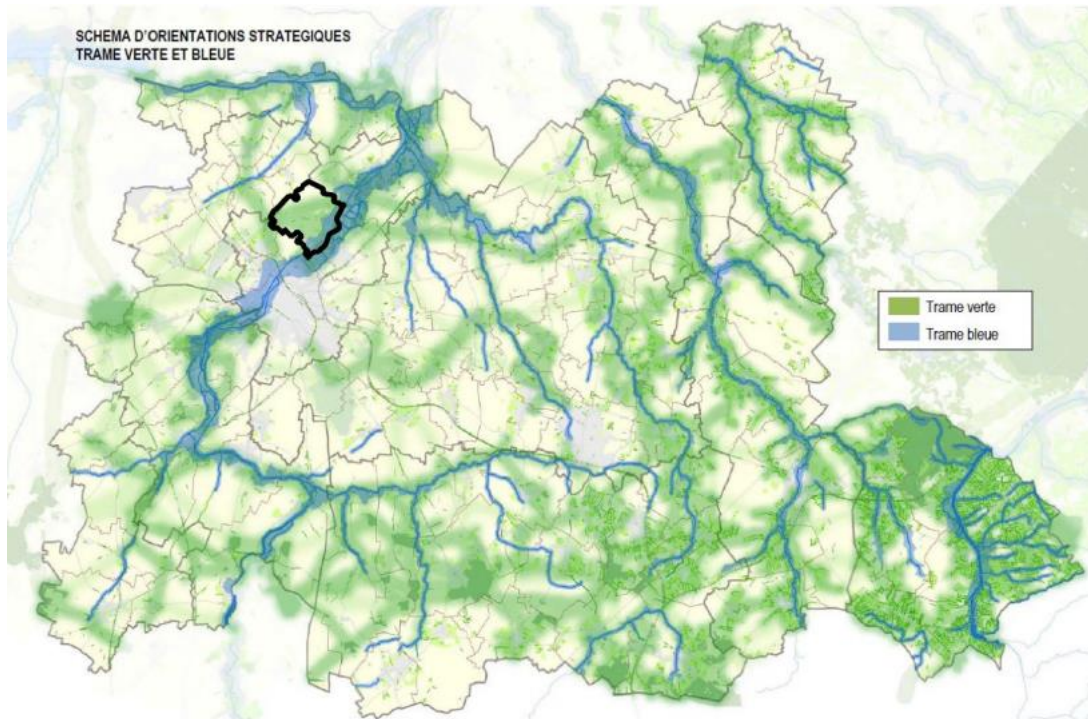 SCHEMA D'ORIENTATIONS STRATEGIQUES
TRAME VERTE ET BLEUE
Trame verte
Trame bleue